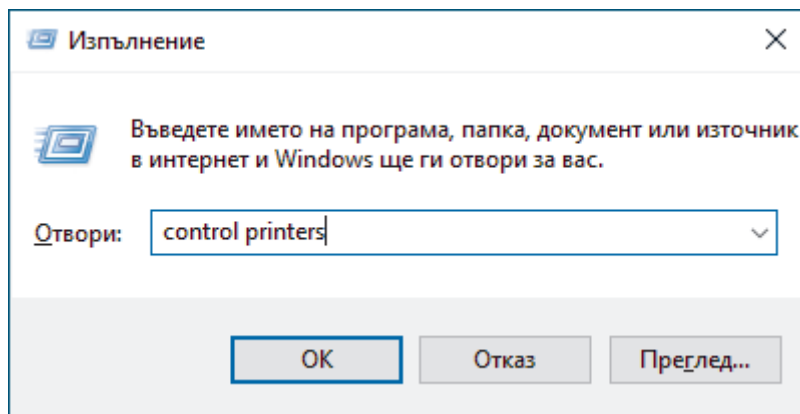 Изпълнение
Въведете името на програма, папка, документ или източник
в интернет и Windows ще ги отвори за вас.
Отвори: control printers
OK Отказ Преглед...